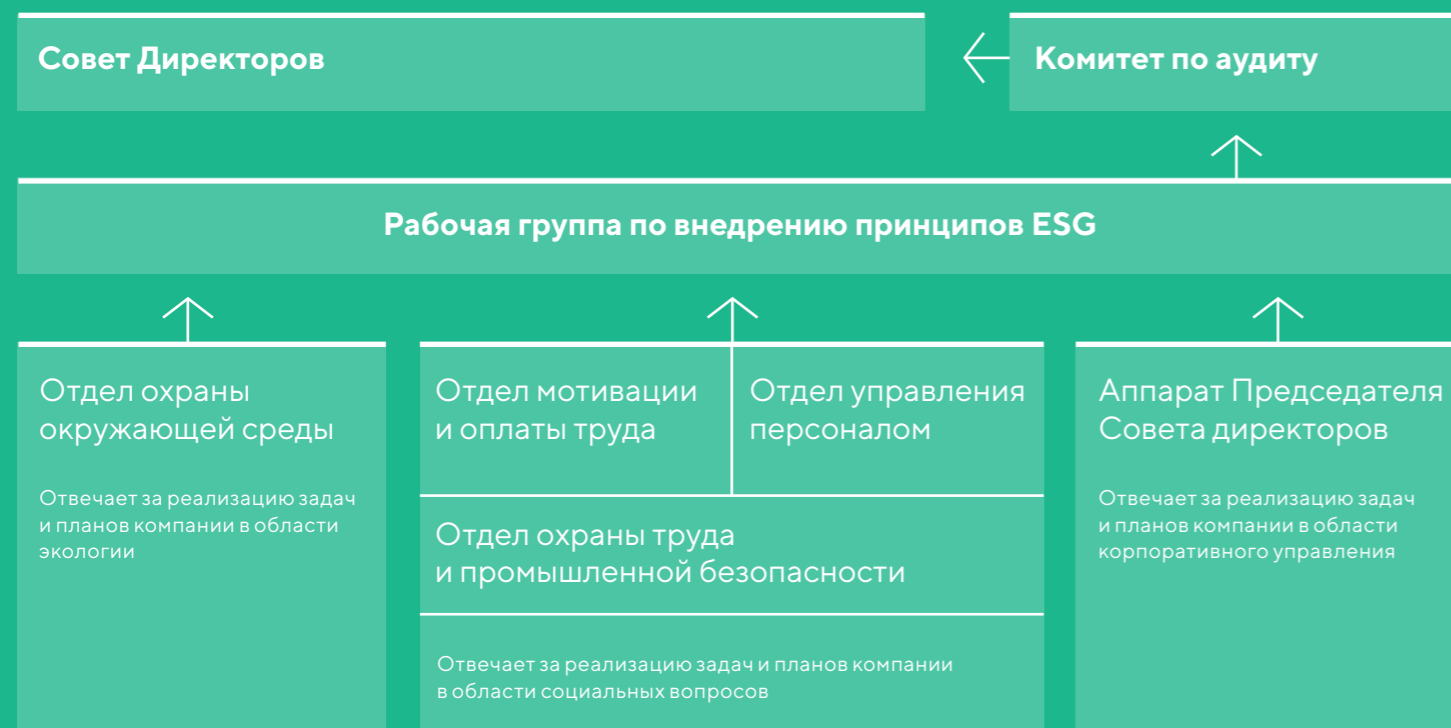 Совет Директоров
Комитет по аудиту
Рабочая группа по внедрению принципов ESG
Отдел охраны
окружающей среды
Отвечает за реализацию задач
и планов компании в области
экологии
Отдел мотивации
и оплаты труда
Отдел управления
персоналом
Отдел охраны труда
и промышленной безопасности
Отвечает за реализацию задач и планов компании
в области социальных вопросов
Аппарат Председателя
Совета директоров
Отвечает за реализацию задач
и планов компании в области
корпоративного управления